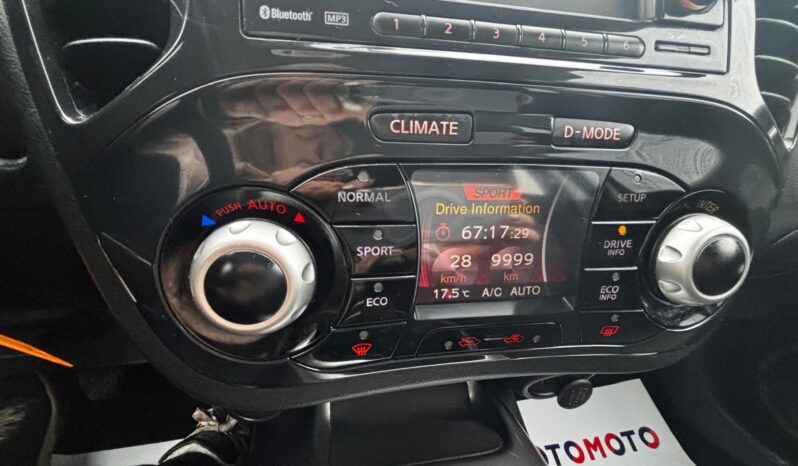 Bluetooth MP3
1 2 3 4 5 6
CLIMATE D-MODE
NORMAL SETUP
SPORT
Drive Information
PUSH AUTO
67:17:29
ENTER
SPORT
DRIVE INFO
28 9999
km/h km
ECO
ECO INFO
17.5°C A/C AUTO
OTOMOTO